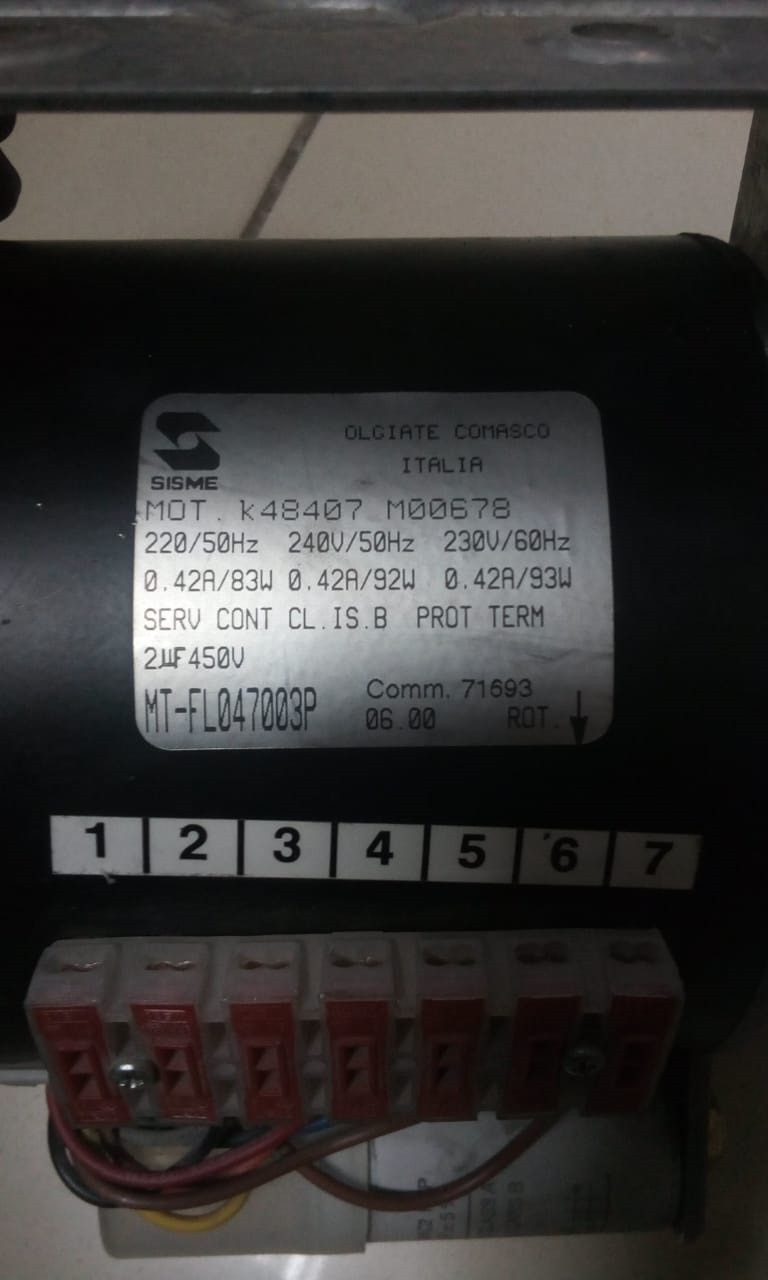 OLGIATE COMASCO
ITALIA
SISME
MOT. K48407 M00678
220/50Hz 240V/50Hz 230V/60Hz
0.42A/83W 0.42A/92W 0.42A/93W
SERV CONT CL.IS.B PROT TERM
2µF450V
MT-FL047003P
Comm. 71693
06.00 ROT.
1 2 3 4 5 6 7